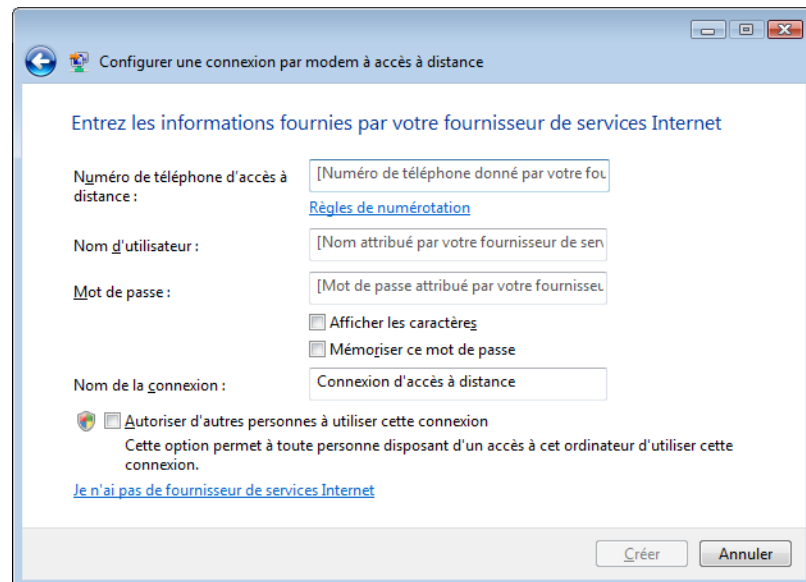 Configurer une connexion par modem à accès à distance
Entrez les informations fournies par votre fournisseur de services Internet
Numéro de téléphone d'accès à
distance :
[Numéro de téléphone donné par votre fou
Règles de numérotation
Nom d'utilisateur :
[Nom attribué par votre fournisseur de ser
Mot de passe :
[Mot de passe attribué par votre fournisseu
Afficher les caractères
Mémoriser ce mot de passe
Nom de la connexion :
Connexion d'accès à distance
Autoriser d'autres personnes à utiliser cette connexion
Cette option permet à toute personne disposant d'un accès à cet ordinateur d'utiliser cette
connexion.
Je n'ai pas de fournisseur de services Internet
Créer
Annuler